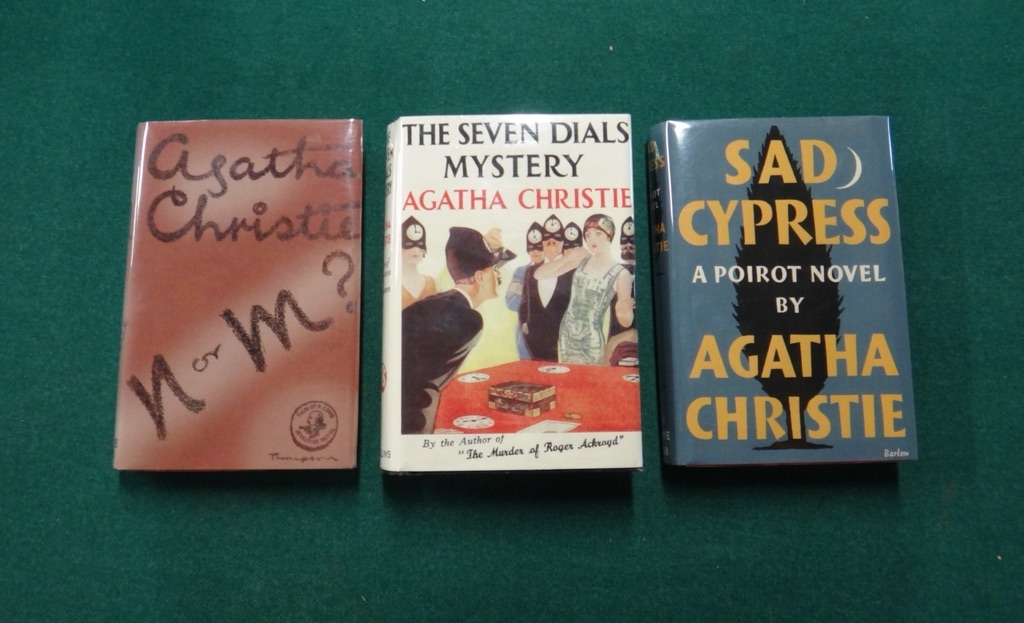 Agatha
Christie
N or M?
Thompson
THE SEVEN DIALS
MYSTERY
AGATHA CHRISTIE
By the Author of
"The Murder of Roger Ackroyd"
SAD
CYPRESS
A POIROT NOVEL
BY
AGATHA
CHRISTIE
Barlow